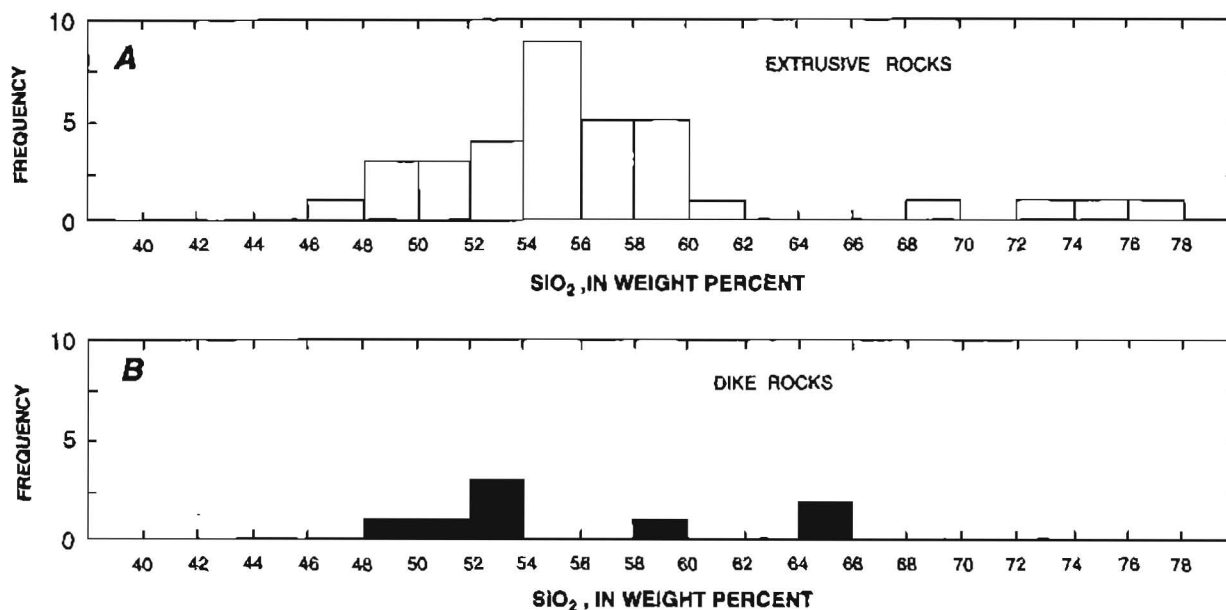 10
A
EXTRUSIVE ROCKS
FREQUENCY
5
0
40 42 44 46 48 50 52 54 56 58 60 62 64 66 68 70 72 74 76 78
SIO₂ ,IN WEIGHT PERCENT
10
B
DIKE ROCKS
FREQUENCY
5
0
40 42 44 46 48 50 52 54 56 58 60 62 64 66 68 70 72 74 76 78
SIO₂ ,IN WEIGHT PERCENT